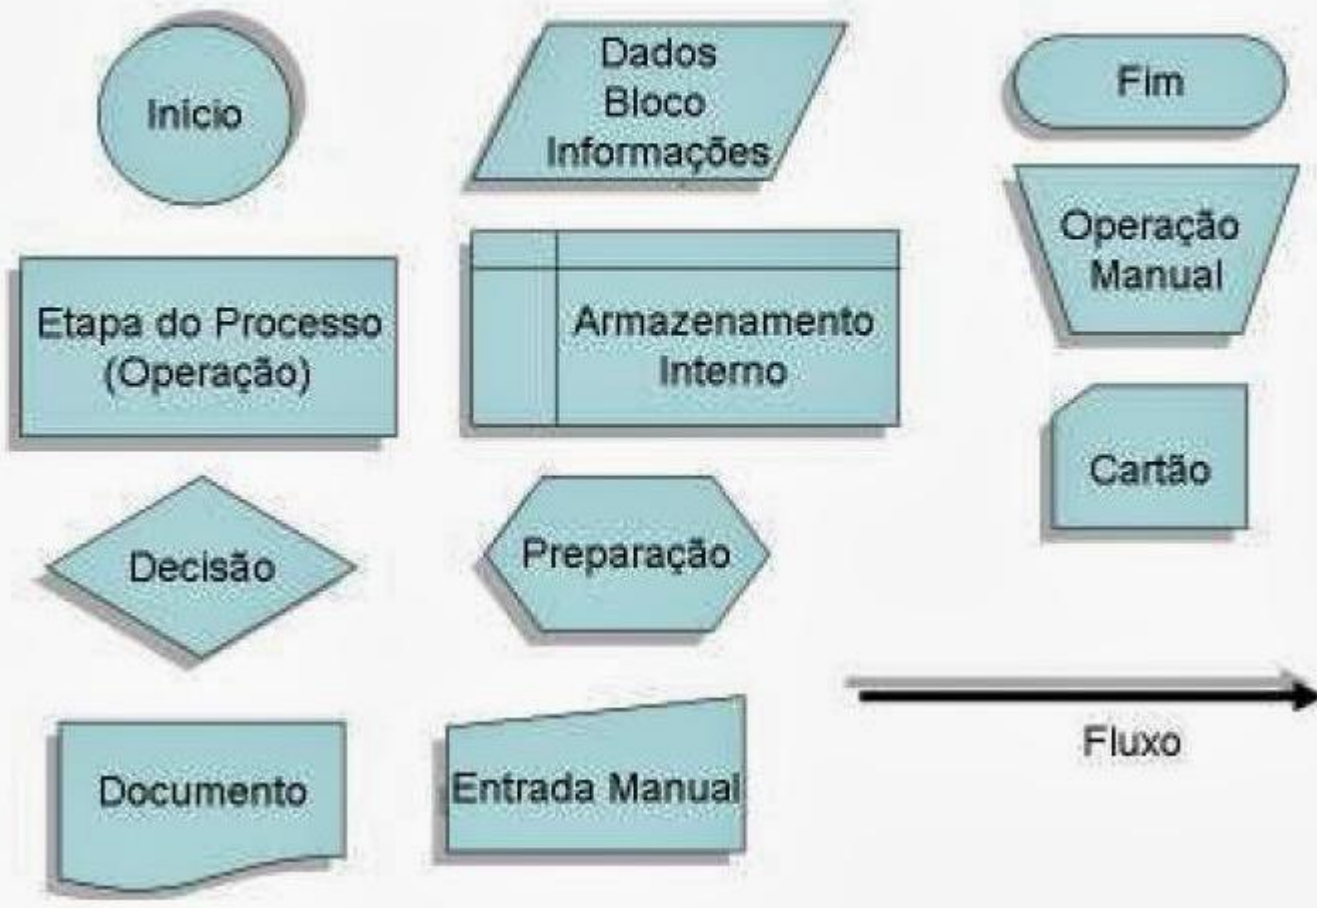 Início
Dados
Bloco
Informações
Fim
Etapa do Processo
(Operação)
Armazenamento
Interno
Operação
Manual
Cartão
Decisão
Preparação
Fluxo
Documento
Entrada Manual